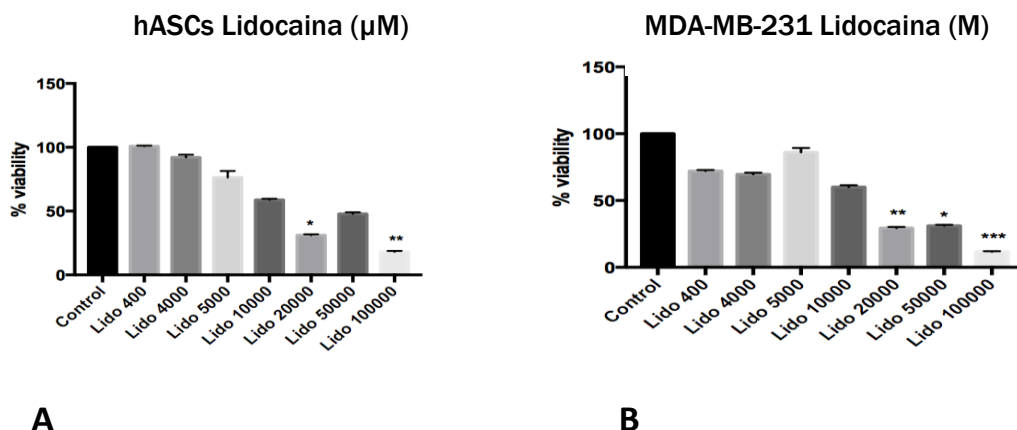 hASCs Lidocaina (µM)
150
100
50
0
% viability
*
**
Control
Lido 400
Lido 4000
Lido 5000
Lido 10000
Lido 20000
Lido 50000
Lido 100000
A
MDA-MB-231 Lidocaina (M)
150
100
50
0
% viability
**
*
***
Control
Lido 400
Lido 4000
Lido 5000
Lido 10000
Lido 20000
Lido 50000
Lido 100000
B